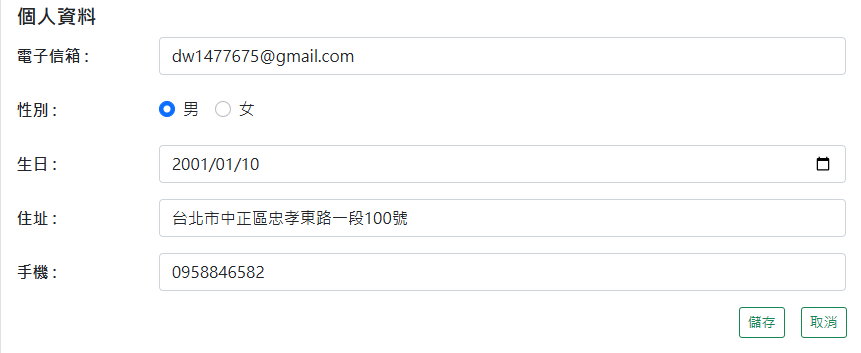 個人資料
電子信箱 : dw1477675@gmail.com
性別 : 男 女
生日 : 2001/01/10
住址 : 台北市中正區忠孝東路一段100號
手機 : 0958846582
儲存 取消